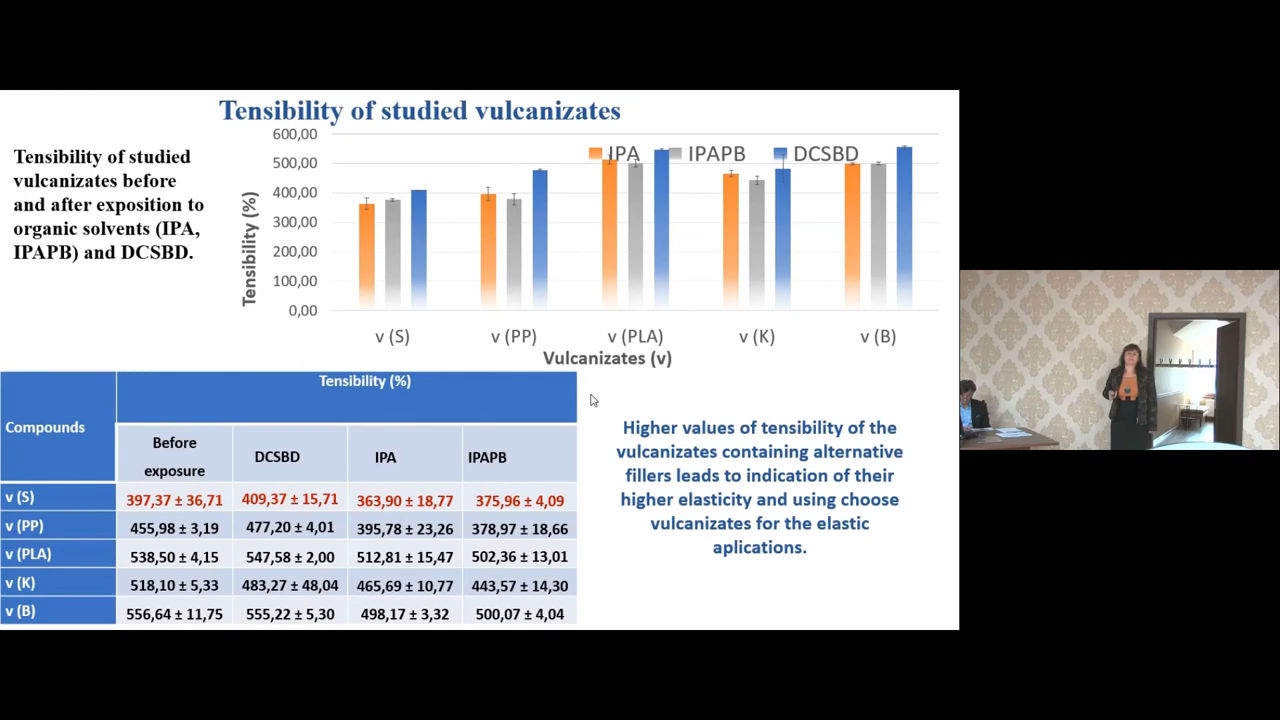 Tensibility of studied vulcanizates
Tensibility of studied
vulcanizates before
and after exposition to
organic solvents (IPA,
IPAPB) and DCSBD.
Tensibility (%)
600,00
500,00
400,00
300,00
200,00
100,00
0,00
IPA IPAPB DCSBD
v (S) v (PP) v (PLA) v (K) v (B)
Vulcanizates (v)
Compounds
Tensibility (%)
Before
exposure
DCSBD IPA IPAPB
v (S) 397,37 ± 36,71 409,37 ± 15,71 363,90 ± 18,77 375,96 ± 4,09
v (PP) 455,98 ± 3,19 477,20 ± 4,01 395,78 ± 23,26 378,97 ± 18,66
v (PLA) 538,50 ± 4,15 547,58 ± 2,00 512,81 ± 15,47 502,36 ± 13,01
v (K) 518,10 ± 5,33 483,27 ± 48,04 465,69 ± 10,77 443,57 ± 14,30
v (B) 556,64 ± 11,75 555,22 ± 5,30 498,17 ± 3,32 500,07 ± 4,04
Higher values of tensibility of the
vulcanizates containing alternative
fillers leads to indication of their
higher elasticity and using choose
vulcanizates for the elastic
aplications.